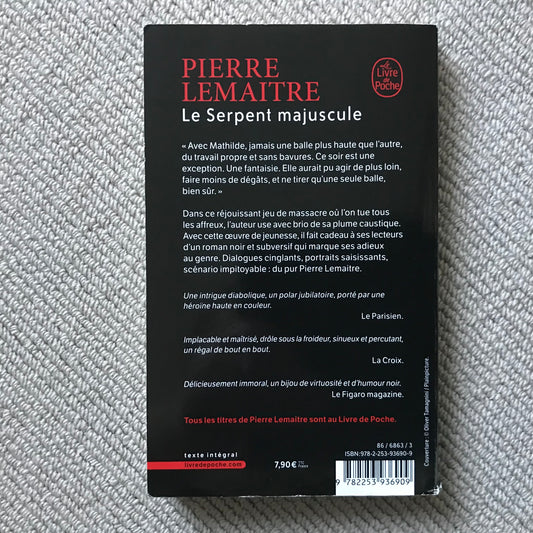 PIERRE
LEMAITRE
Le Serpent majuscule
Le
Livre
de
Poche
« Avec Mathilde, jamais une balle plus haute que l'autre,
du travail propre et sans bavures. Ce soir est une
exception. Une fantaisie. Elle aurait pu agir de plus loin,
faire moins de dégâts, et ne tirer qu'une seule balle,
bien sûr. »
Dans ce réjouissant jeu de massacre où l'on tue tous
les affreux, l'auteur use avec brio de sa plume caustique.
Avec cette œuvre de jeunesse, il fait cadeau à ses lecteurs
d'un roman noir et subversif qui marque ses adieux
au genre. Dialogues cinglants, portraits saisissants,
scénario impitoyable : du pur Pierre Lemaitre.
Une intrigue diabolique, un polar jubilatoire, porté par une
héroïne haute en couleur.
Le Parisien.
Implacable et maîtrisé, drôle sous la froideur, sinueux et percutant,
un régal de bout en bout.
La Croix.
Délicieusement immoral, un bijou de virtuosité et d'humour noir.
Le Figaro magazine.
Tous les titres de Pierre Lemaitre sont au Livre de Poche.
texte intégral
livredepoche.com
7,90 € TTC
France
86 / 6863 / 3
ISBN:978-2-253-93690-9
9 782253 936909
Couverture : © Oliver Tamagnini / Plainpicture.